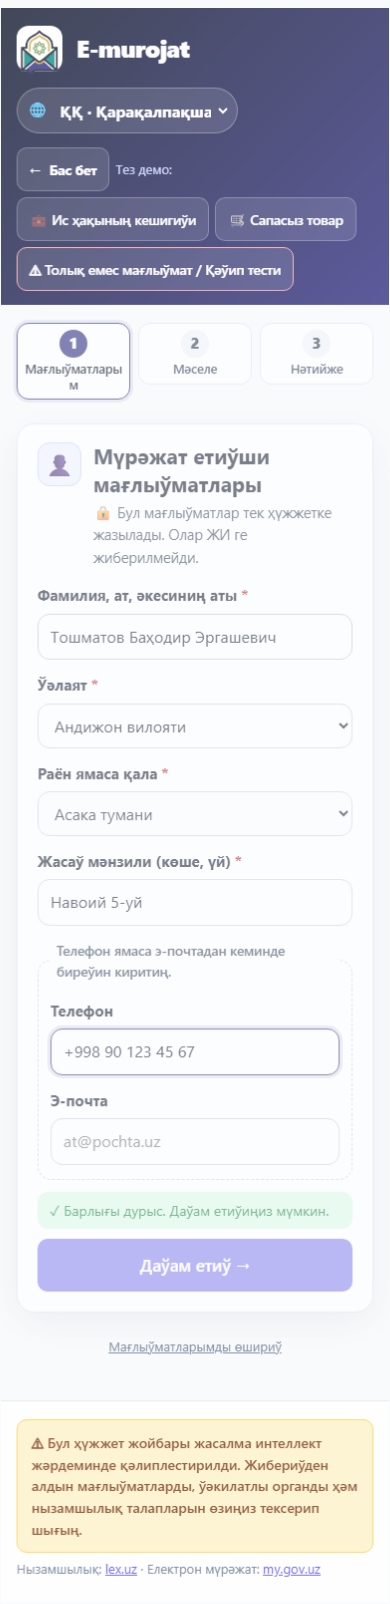 E-murojat
ҚҚ · Қарақалпақша
← Бас бет Тез демо:
Ис ҳақының кешигиўи Сапасыз товар
⚠ Толық емес мағлыўмат / Қәўип тести
1 2 3
Мағлыўматлары Мәселе Нәтийже
м
Мүрәжат етиўши
мағлыўматлары
🔒 Бул мағлыўматлар тек ҳүжжетке
жазылады. Олар ЖИ ге
жиберилмейди.
Фамилия, ат, әкесиниң аты *
Тошматов Баҳодир Эргашевич
Ўәлаят *
Андижон вилояти
Раён ямаса қала *
Асака тумани
Жасаў мәнзили (көше, үй) *
Навоий 5-уй
Телефон ямаса э-почтадан кеминде
биреўин киритиң.
Телефон
+998 90 123 45 67
Э-почта
at@pochta.uz
✓ Барлығы дурыс. Даўам етиўиңиз мүмкин.
Даўам етиў →
Мағлыўматларымды өшириў
⚠ Бул ҳүжжет жойбары жасалма интеллект
жәрдеминде қәлиплестирилди. Жибериўден
алдын мағлыўматларды, ўәкилатлы органды ҳәм
нызамшылық талапларын өзиңиз тексерип
шығың.
Нызамшылық: lex.uz · Електрон мүрәжат: my.gov.uz